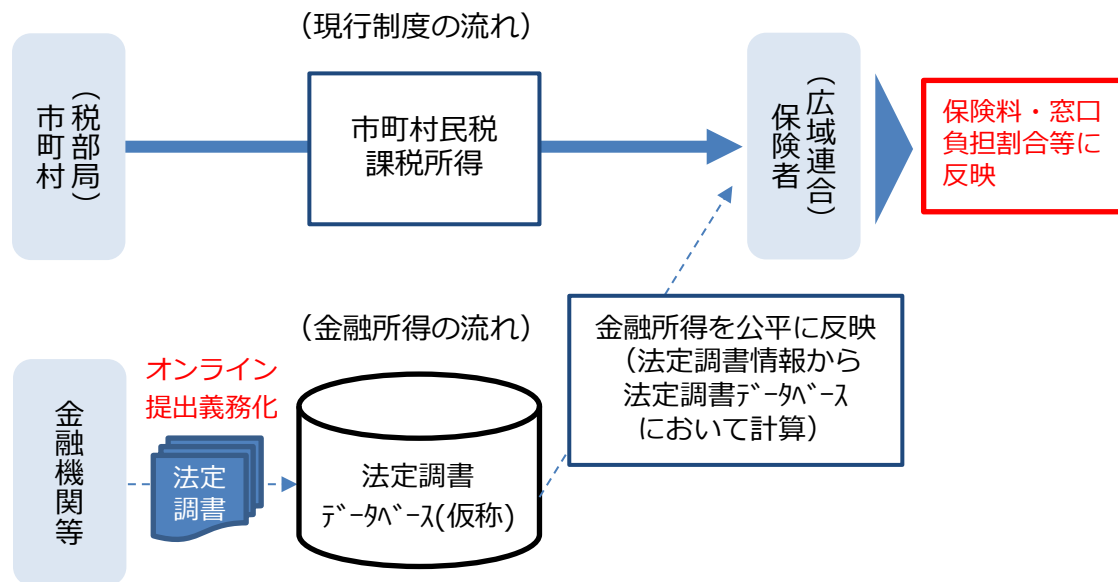 （現行制度の流れ）
市町村
（税部局）
市町村民税
課税所得
保険者
（広域連合）
保険料・窓口
負担割合等に
反映
（金融所得の流れ）
金融機関等
オンライン
提出義務化
法定
調書
法定調書
ﾃﾞｰﾀﾍﾞｰｽ(仮称)
金融所得を公平に反映
（法定調書情報から
法定調書ﾃﾞｰﾀﾍﾞｰｽ
において計算）